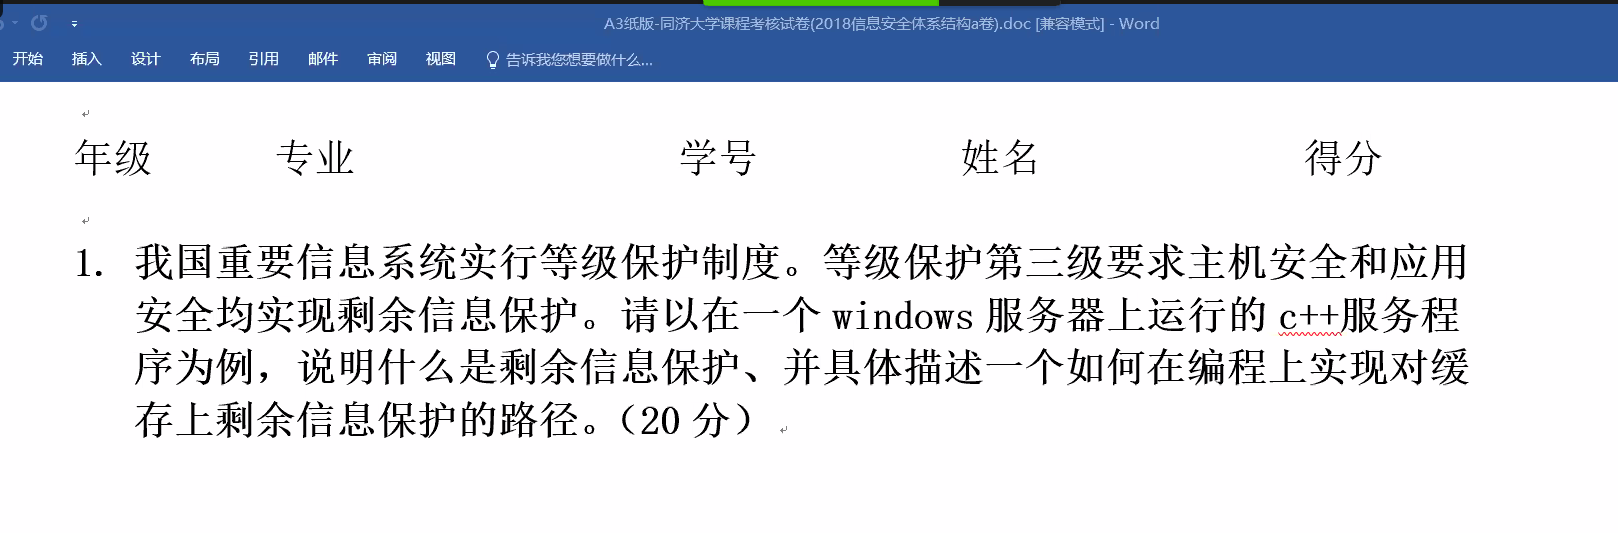 A3纸版-同济大学课程考核试卷(2018信息安全体系结构a卷).doc [兼容模式] - Word
开始 插入 设计 布局 引用 邮件 审阅 视图 告诉我您想要做什么...
年级 专业 学号 姓名 得分
1. 我国重要信息系统实行等级保护制度。等级保护第三级要求主机安全和应用
安全均实现剩余信息保护。请以在一个 windows 服务器上运行的 c++服务程
序为例，说明什么是剩余信息保护、并具体描述一个如何在编程上实现对缓
存上剩余信息保护的路径。（20 分）